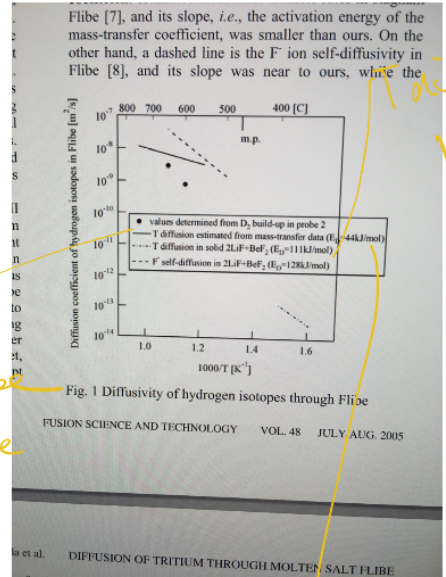 Flibe [7], and its slope, i.e., the activation energy of the
mass-transfer coefficient, was smaller than ours. On the
other hand, a dashed line is the F⁻ ion self-diffusivity in
Flibe [8], and its slope was near to ours, while the
800 700 600 500 400 [C]
m.p.
Diffusion coefficient of hydrogen isotopes in Flibe [m²/s]
10⁻⁷
10⁻⁸
10⁻⁹
10⁻¹⁰
10⁻¹¹
10⁻¹²
10⁻¹³
10⁻¹⁴
values determined from D₂ build-up in probe 2
T diffusion estimated from mass-transfer data (E_D=44kJ/mol)
T diffusion in solid 2LiF+BeF₂ (E_D=111kJ/mol)
F⁻ self-diffusion in 2LiF+BeF₂ (E_D=128kJ/mol)
1.0 1.2 1.4 1.6
1000/T [K⁻¹]
Fig. 1 Diffusivity of hydrogen isotopes through Flibe
FUSION SCIENCE AND TECHNOLOGY VOL. 48 JULY/AUG. 2005
la et al. DIFFUSION OF TRITIUM THROUGH MOLTEN SALT FLIBE